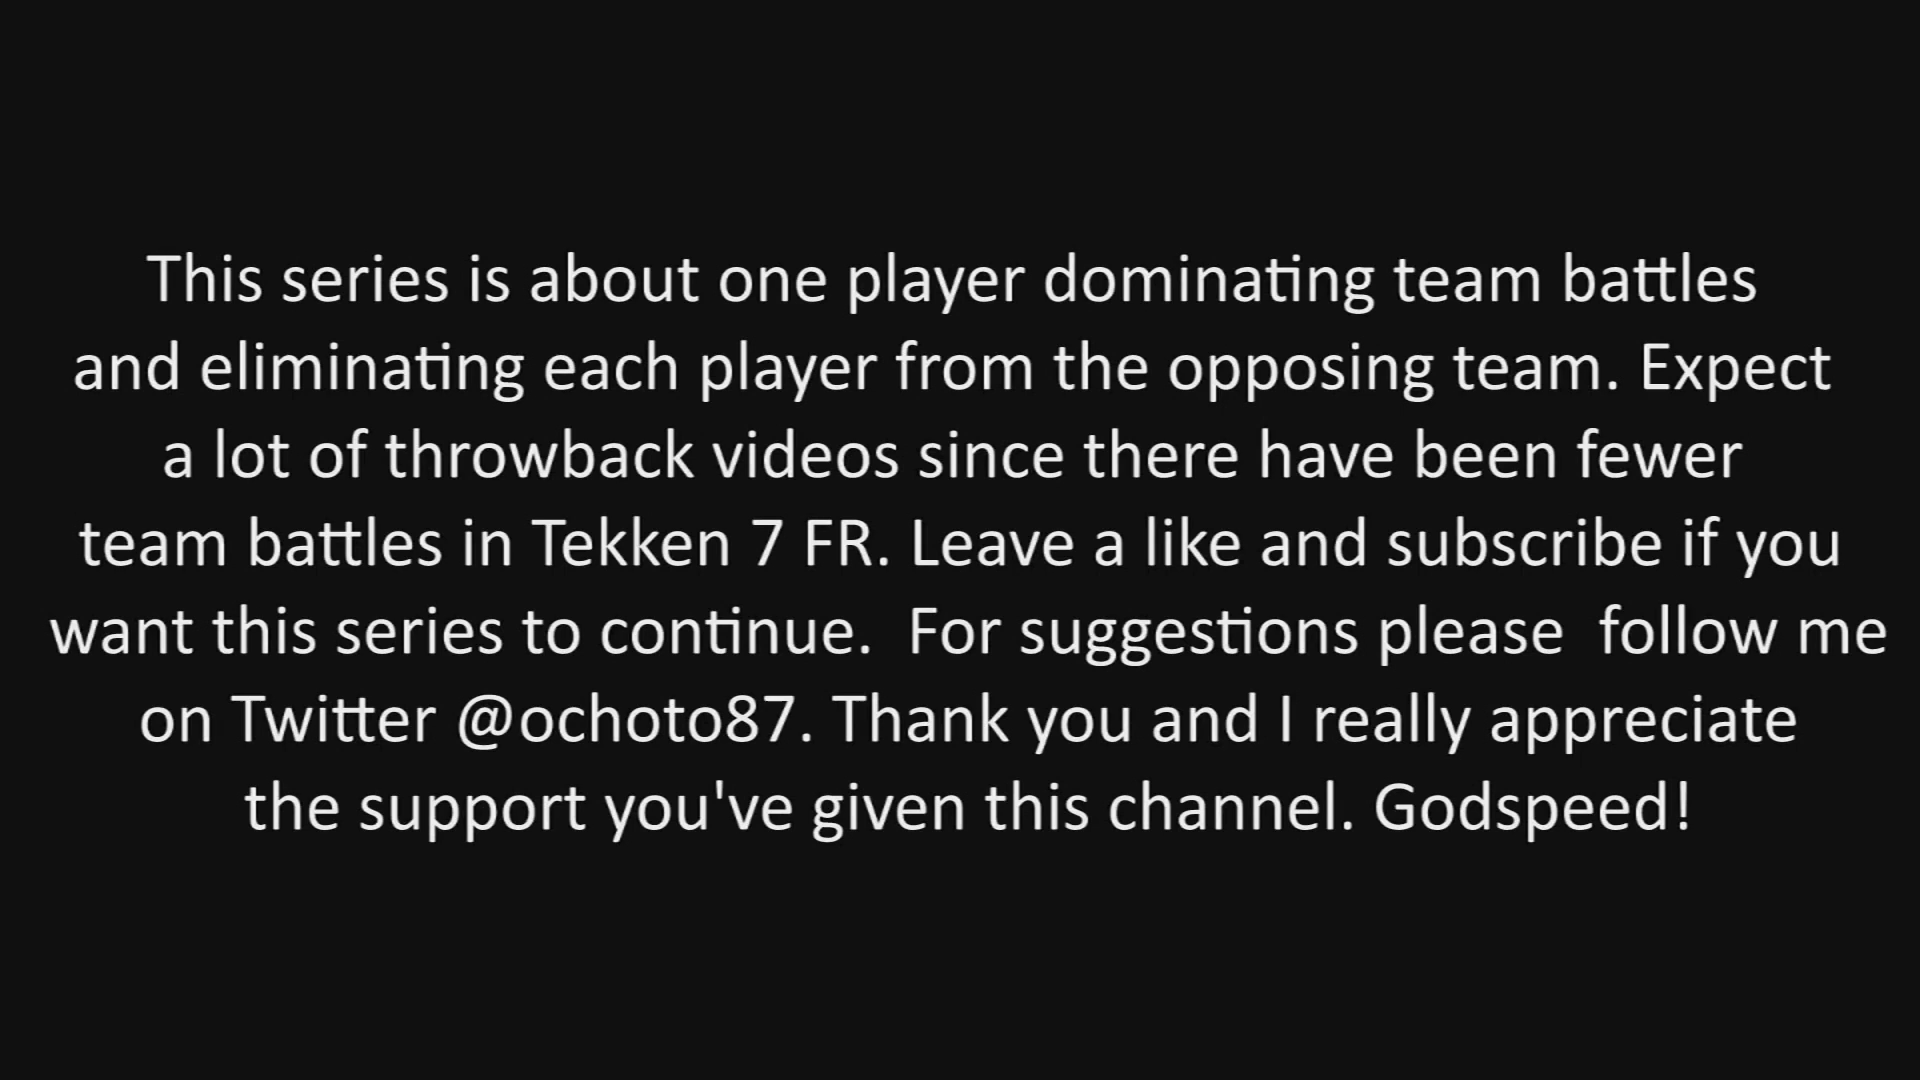 This series is about one player dominating team battles
and eliminating each player from the opposing team. Expect
a lot of throwback videos since there have been fewer
team battles in Tekken 7 FR. Leave a like and subscribe if you
want this series to continue.  For suggestions please  follow me
on Twitter @ochoto87. Thank you and I really appreciate
the support you've given this channel. Godspeed!